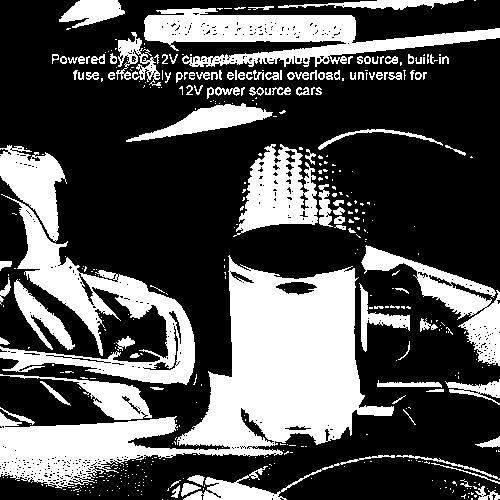 12V Car Heating Cup
Powered by DC 12V cigarette lighter plug power source, built-in
fuse, effectively prevent electrical overload, universal for
12V power source cars